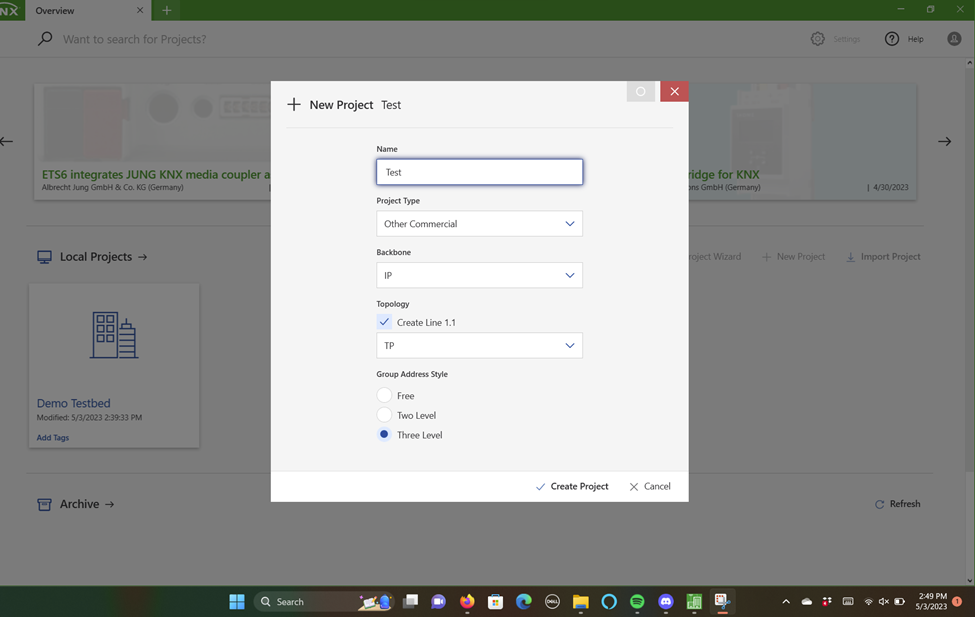 NX
Overview
Want to search for Projects?
Settings
Help
New Project Test
ETS6 integrates JUNG KNX media coupler a
Albrecht Jung GmbH & Co. KG (Germany)
ridge for KNX
ons GmbH (Germany)
| 4/30/2023
Name
Test
Project Type
Other Commercial
Backbone
IP
Topology
Create Line 1.1
TP
Group Address Style
Free
Two Level
Three Level
Create Project
Cancel
Local Projects
roject Wizard
New Project
Import Project
Demo Testbed
Modified: 5/3/2023 2:39:33 PM
Add Tags
Archive
Refresh
Search
DELL
2:49 PM
5/3/2023
1